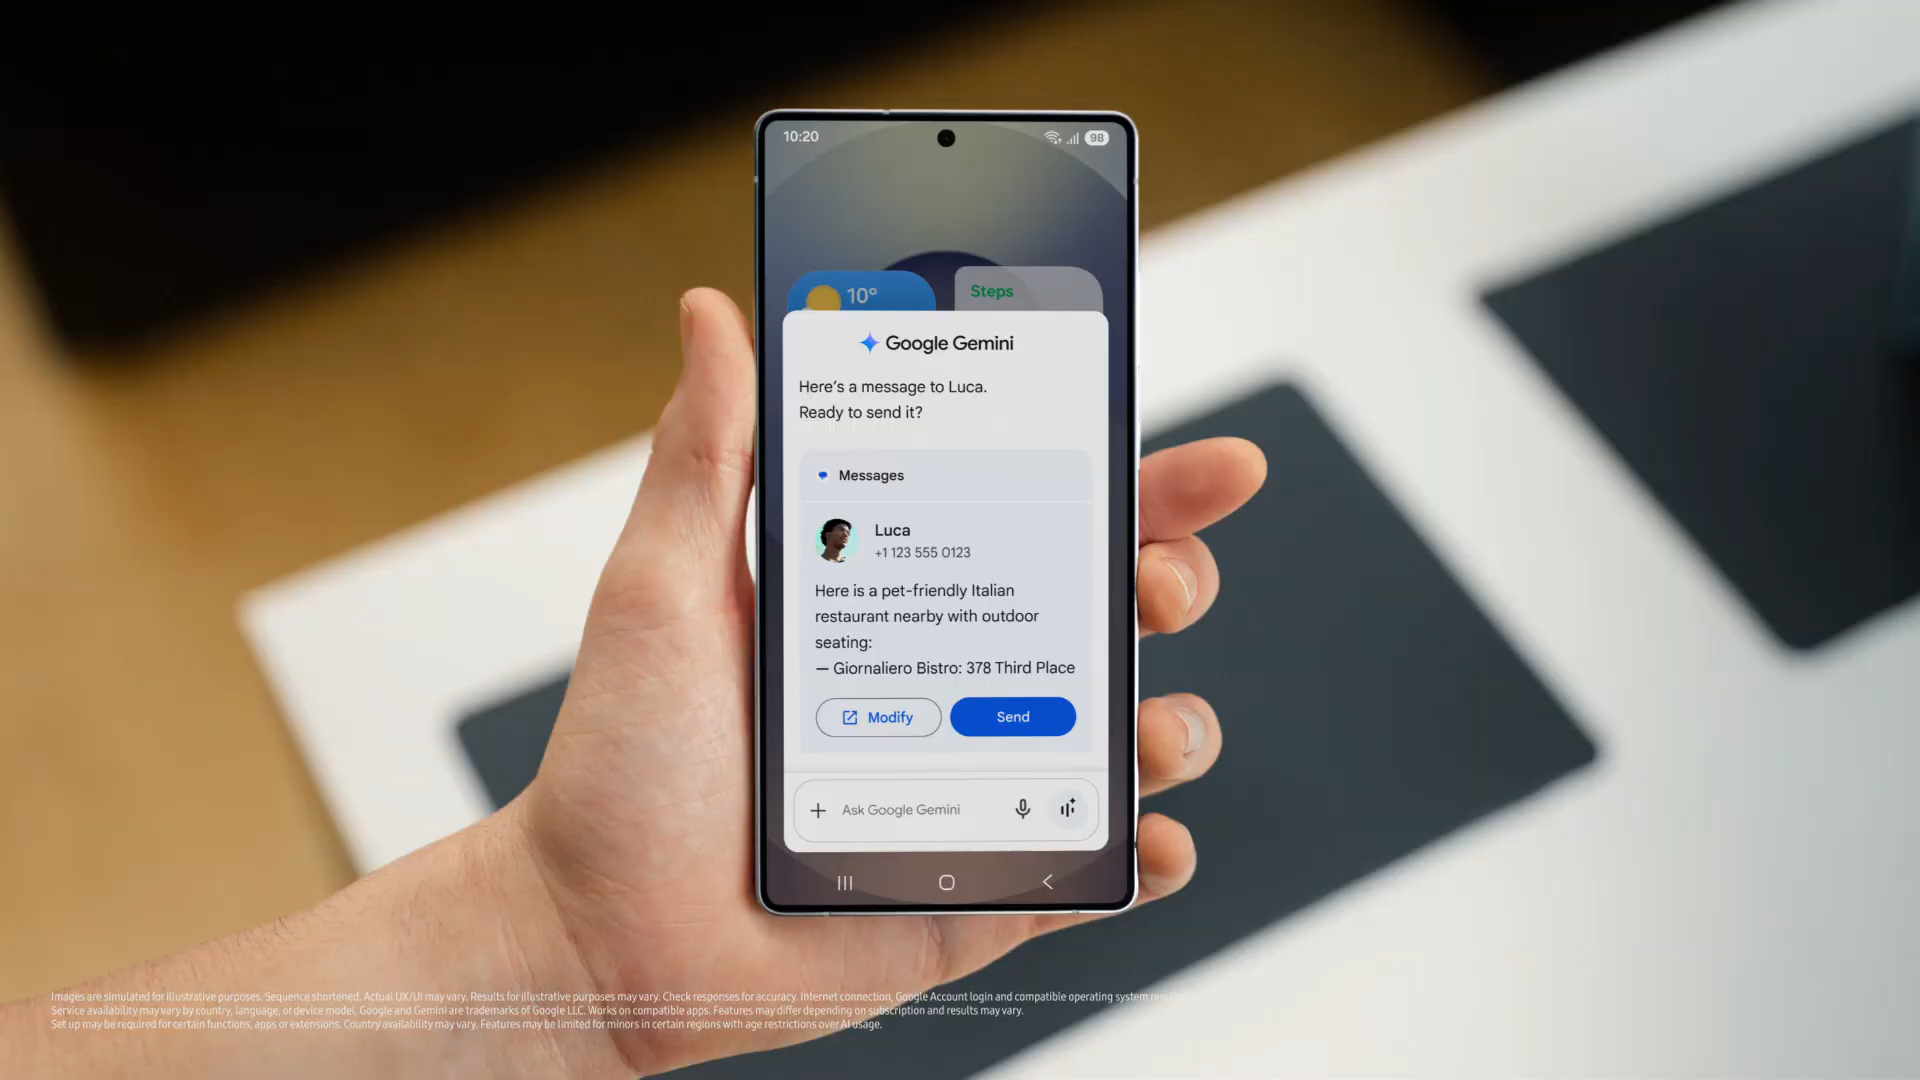 10:20
98
10°
Steps
Google Gemini
Here's a message to Luca.
Ready to send it?
Messages
Luca
+1 123 555 0123
Here is a pet-friendly Italian
restaurant nearby with outdoor
seating:
— Giornaliero Bistro: 378 Third Place
Modify
Send
Ask Google Gemini
Images are simulated for illustrative purposes. Sequence shortened. Actual UX/UI may vary. Results for illustrative purposes may vary. Check responses for accuracy. Internet connection, Google Account login and compatible operating system
Service availability may vary by country, language, or device model. Google and Gemini are trademarks of Google LLC. Works on compatible apps. Features may differ depending on subscription and results may vary.
Set up may be required for certain functions, apps or extensions. Country availability may vary. Features may be limited for minors in certain regions with age restrictions over AI usage.